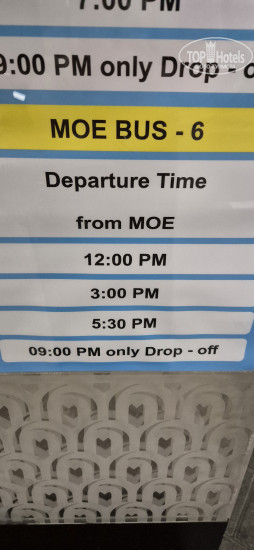 7:00 PM
9:00 PM only Drop - o
TOP Hotels
MOE BUS - 6
Departure Time
from MOE
12:00 PM
3:00 PM
5:30 PM
09:00 PM only Drop - off